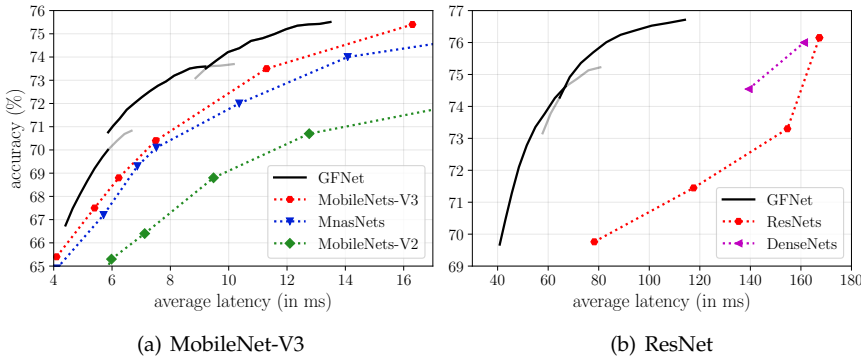 76
75
74
73
72
71
70
69
68
67
66
65
accuracy (%)
GFNet
MobileNets-V3
MnasNets
MobileNets-V2
4 6 8 10 12 14 16
average latency (in ms)
(a) MobileNet-V3
77
76
75
74
73
72
71
70
69
GFNet
ResNets
DenseNets
40 60 80 100 120 140 160 180
average latency (in ms)
(b) ResNet